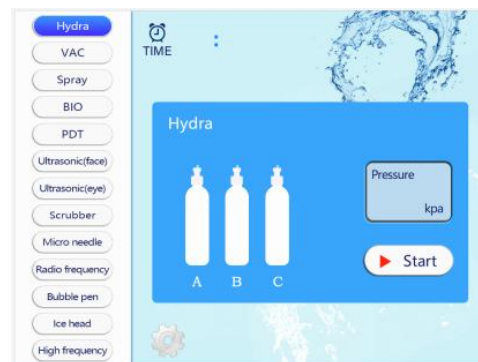 Hydra
VAC
Spray
BIO
PDT
Ultrasonic(face)
Ultrasonic(eye)
Scrubber
Micro needle
Radio frequency
Bubble pen
Ice head
High frequency
TIME :
Hydra
A B C
Pressure
kpa
Start